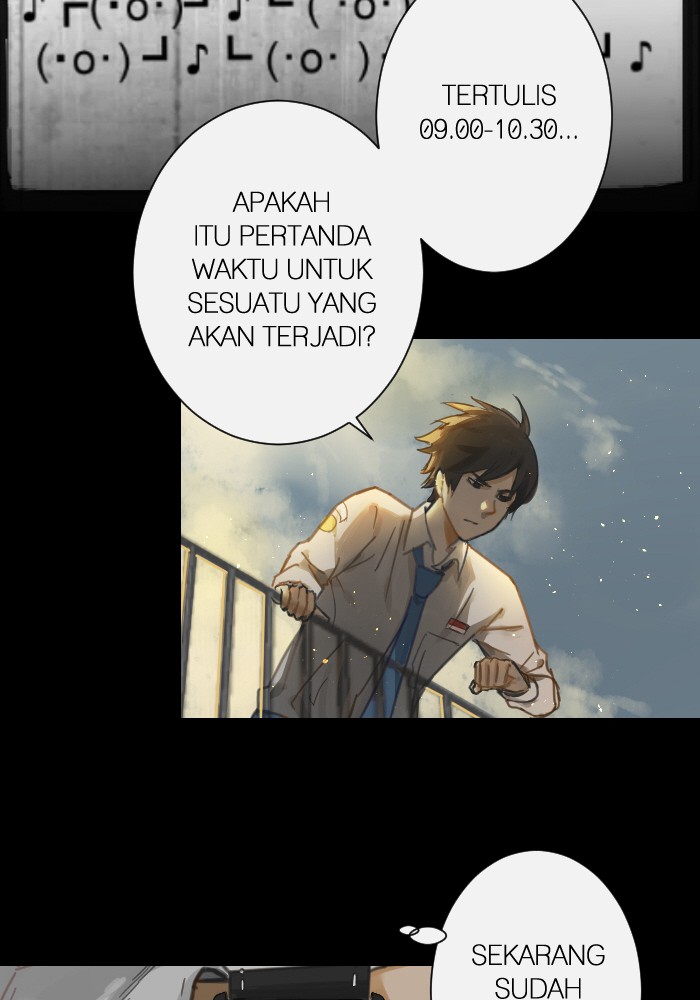 ♪ ┏(·o·)┛♪┗ (·o·)
(·o·)┛♪┗(·o· )
┛♪
TERTULIS
09.00-10.30...
APAKAH
ITU PERTANDA
WAKTU UNTUK
SESUATU YANG
AKAN TERJADI?
SEKARANG
SUDAH